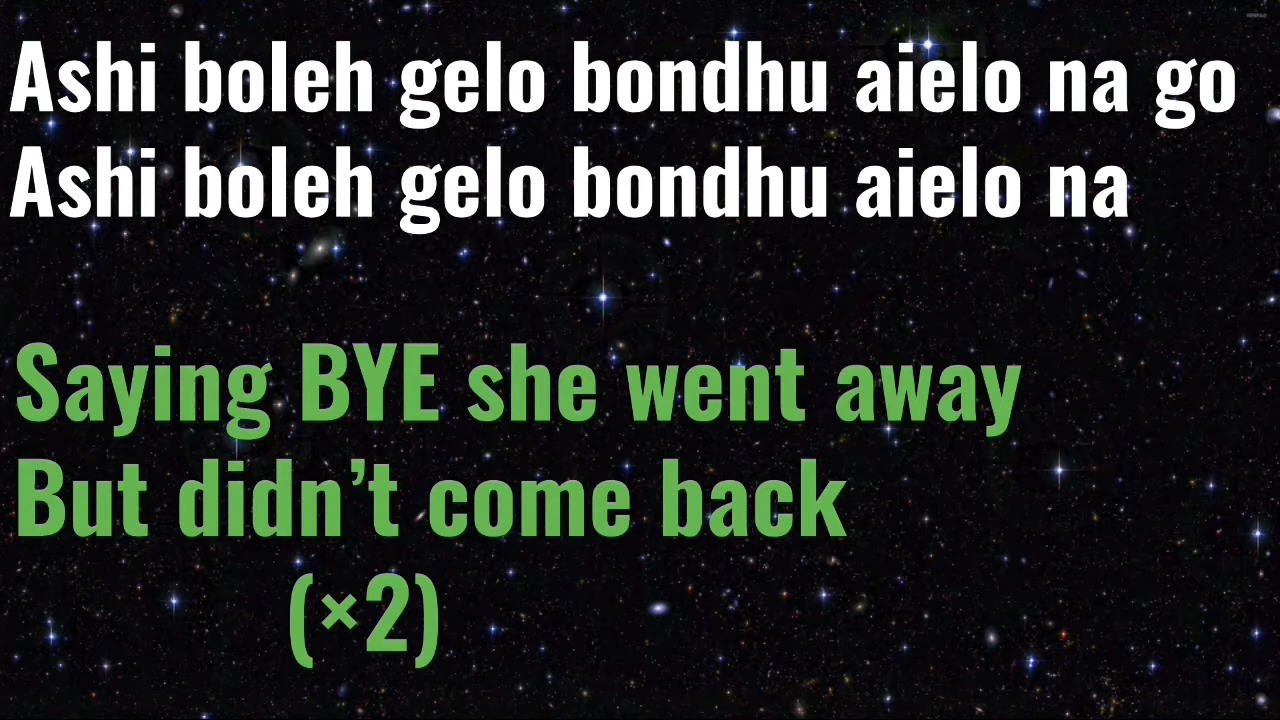 Ashi boleh gelo bondhu aielo na go
Ashi boleh gelo bondhu aielo na
Saying BYE she went away
But didn’t come back
(×2)